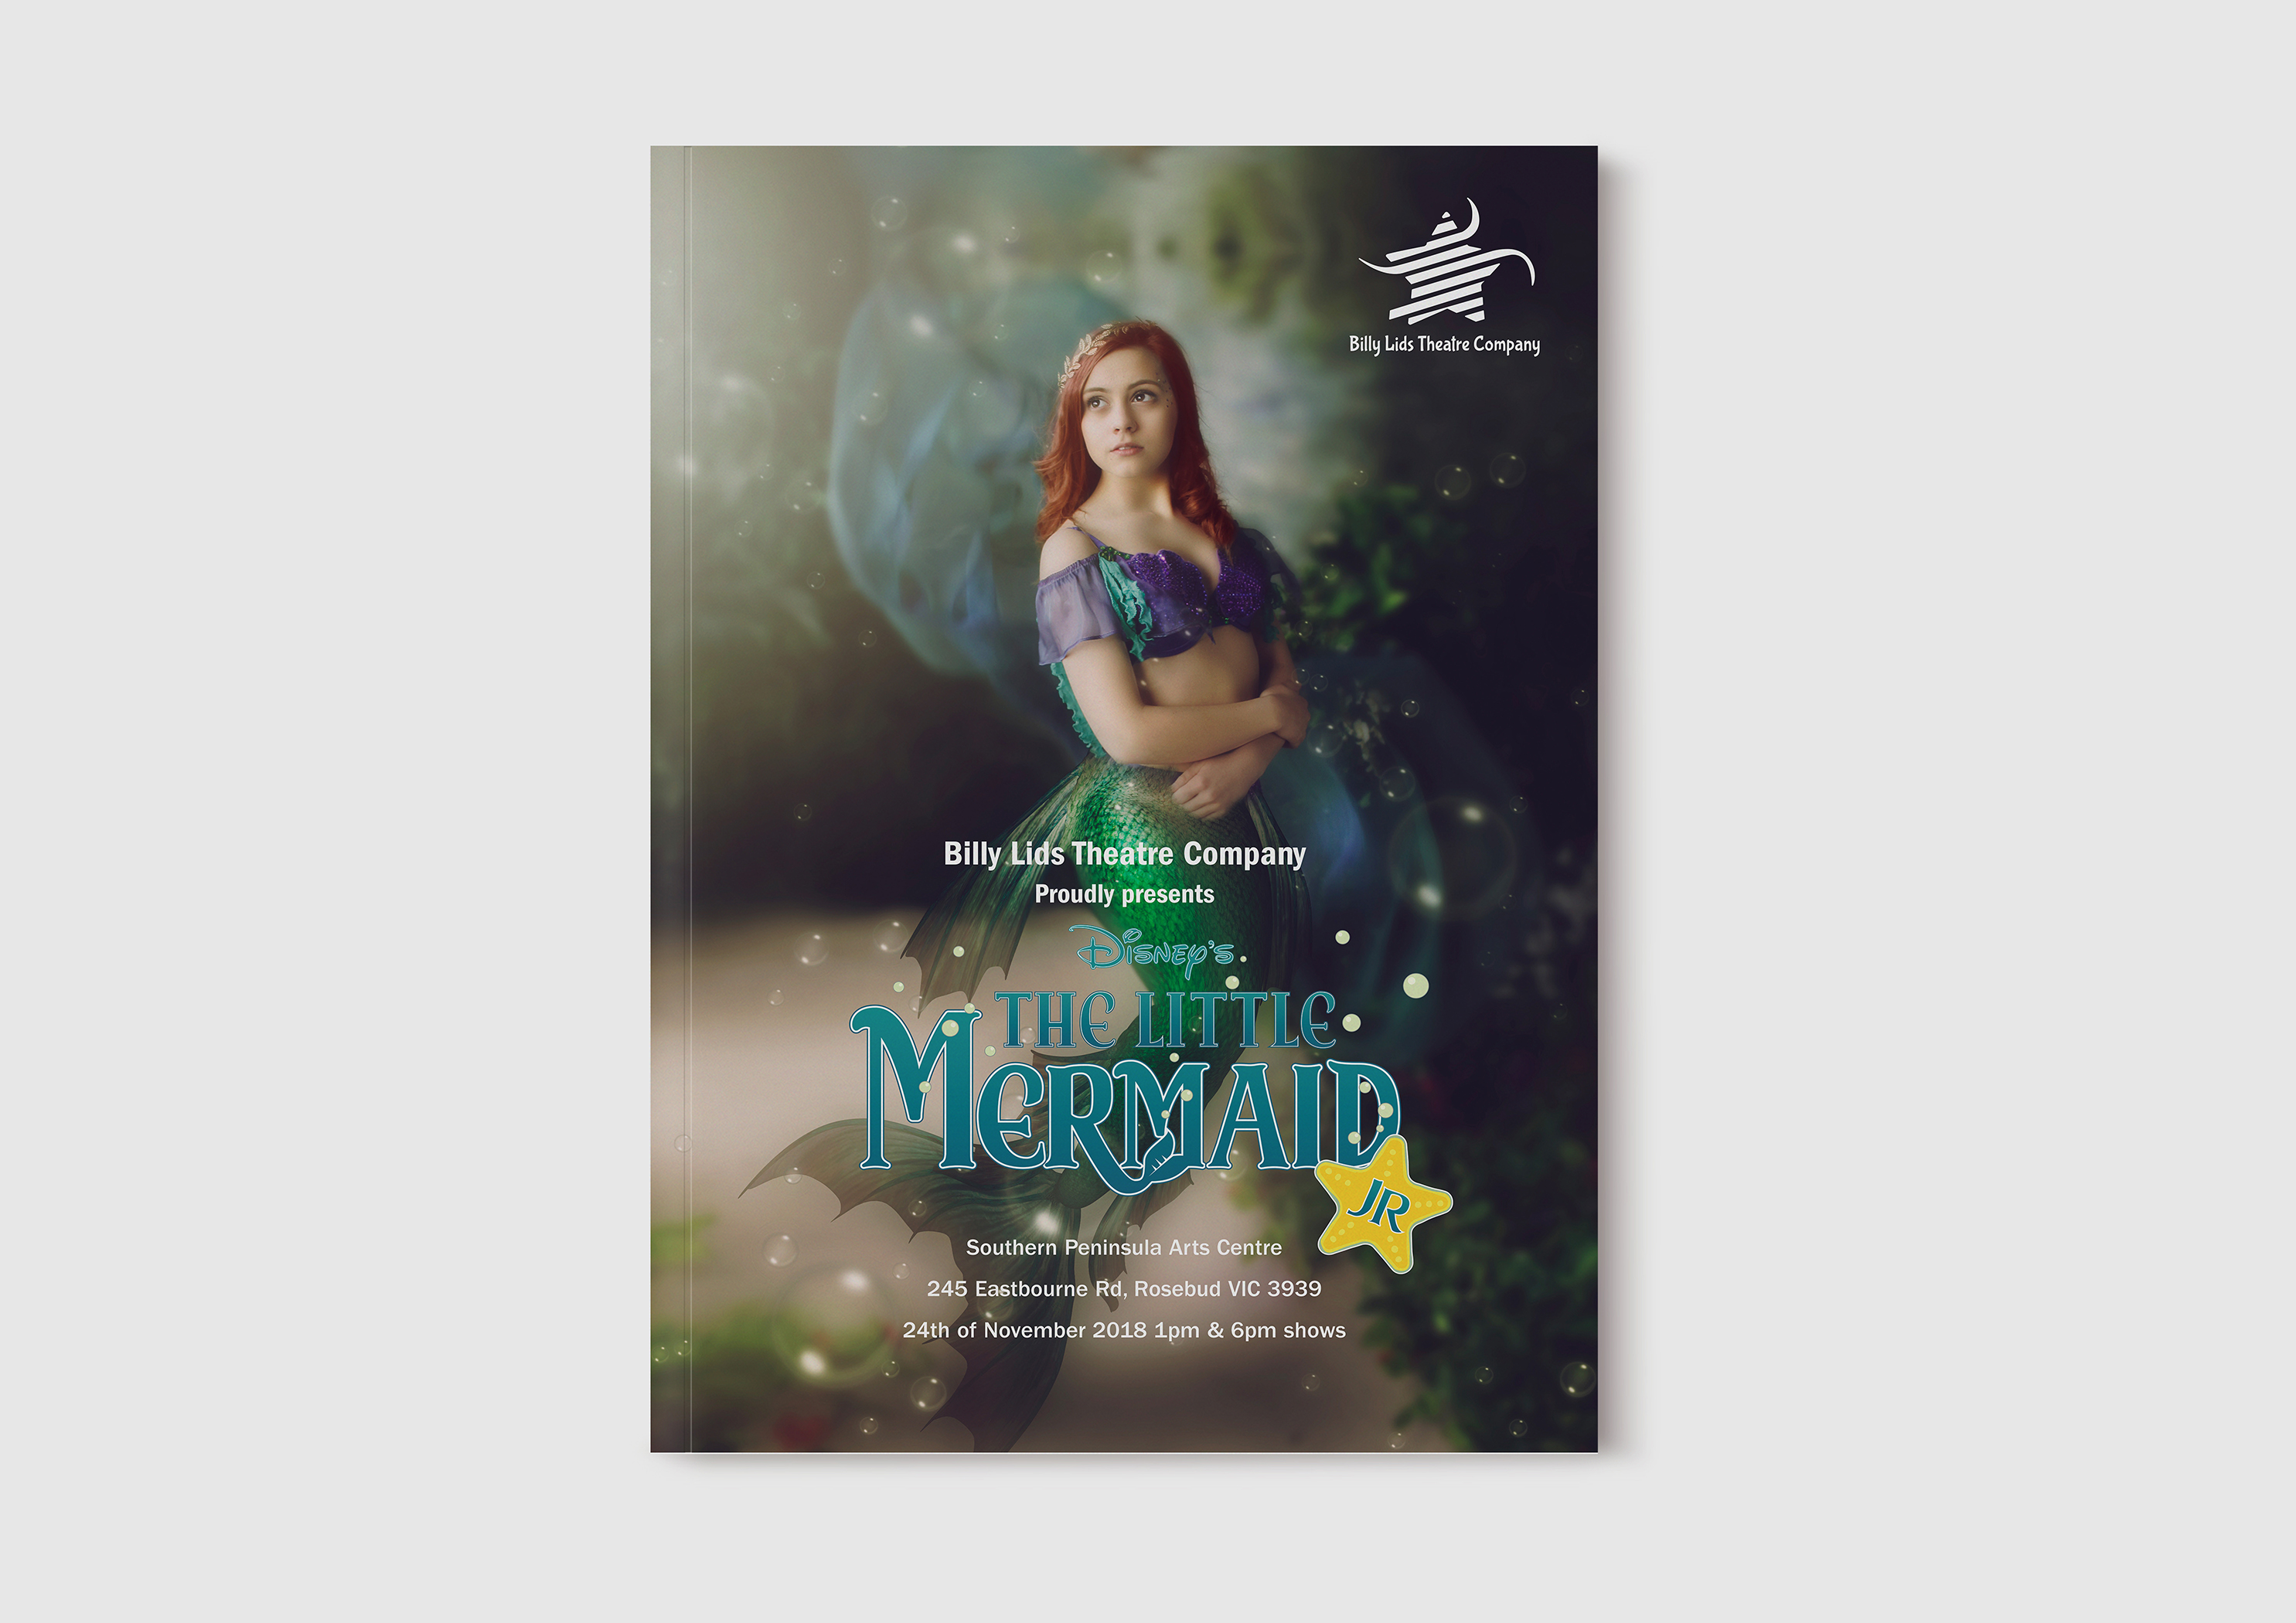 Billy Lids Theatre Company
Billy Lids Theatre Company
Proudly presents
Disney's
THE LITTLE
MERMAID
JR
Southern Peninsula Arts Centre
245 Eastbourne Rd, Rosebud VIC 3939
24th of November 2018 1pm & 6pm shows